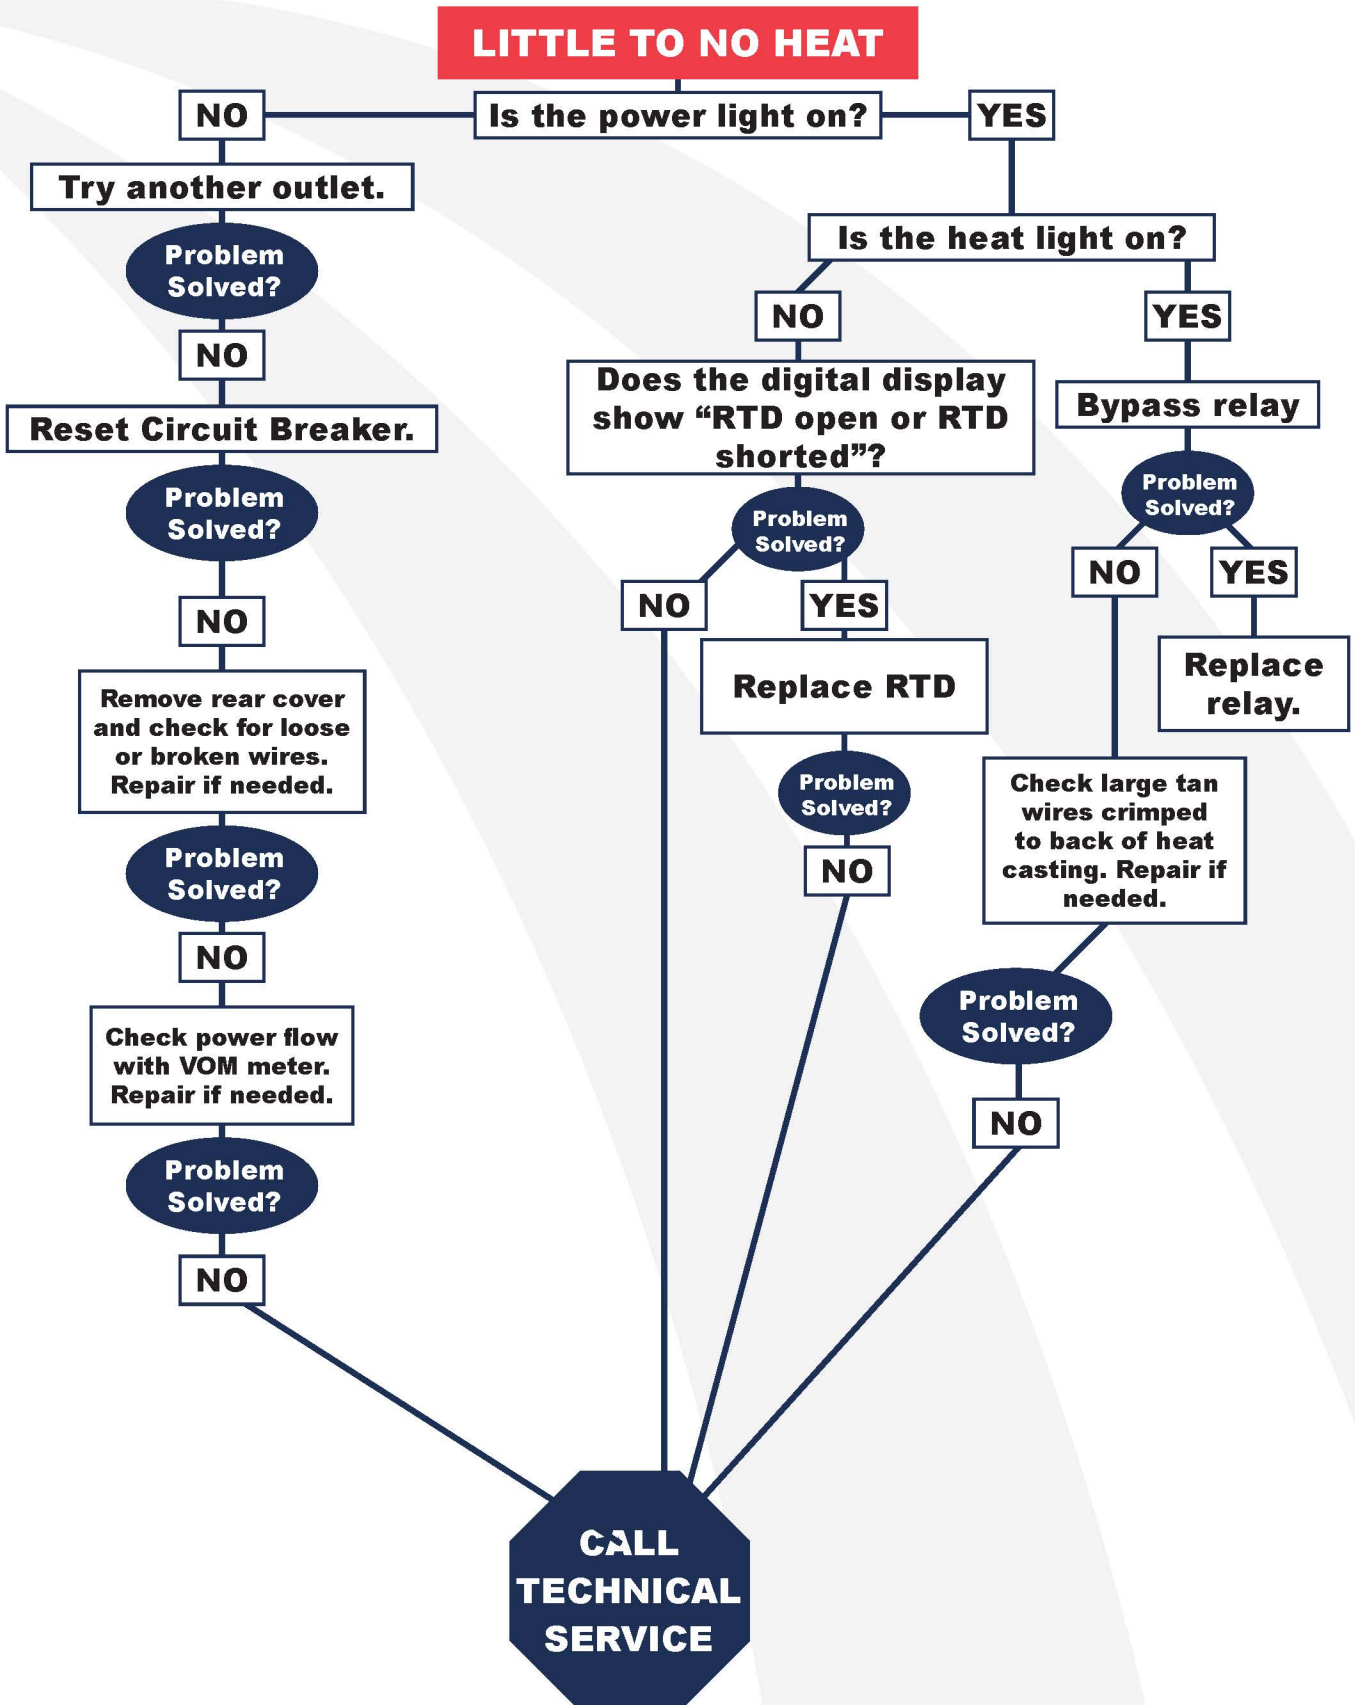 LITTLE TO NO HEAT
NO
Is the power light on?
YES
Try another outlet.
Problem
Solved?
NO
Reset Circuit Breaker.
Problem
Solved?
NO
Remove rear cover
and check for loose
or broken wires.
Repair if needed.
Problem
Solved?
NO
Check power flow
with VOM meter.
Repair if needed.
Problem
Solved?
NO
Is the heat light on?
NO
Does the digital display
show “RTD open or RTD
shorted”?
Problem
Solved?
NO
YES
Replace RTD
Problem
Solved?
NO
YES
Bypass relay
Problem
Solved?
NO
YES
Replace
relay.
Check large tan
wires crimped
to back of heat
casting. Repair if
needed.
Problem
Solved?
NO
CALL
TECHNICAL
SERVICE